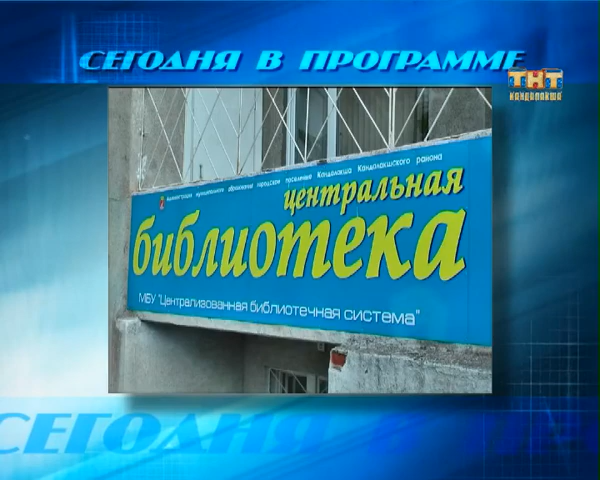 СЕГОДНЯ В ПРОГРАММЕ
ТНТ
КАНДАЛАКША
Администрация муниципального образования городское поселение Кандалакша Кандалакшского района
центральная
библиотека
МБУ "Централизованная библиотечная система"
СЕГОДНЯ В ПР